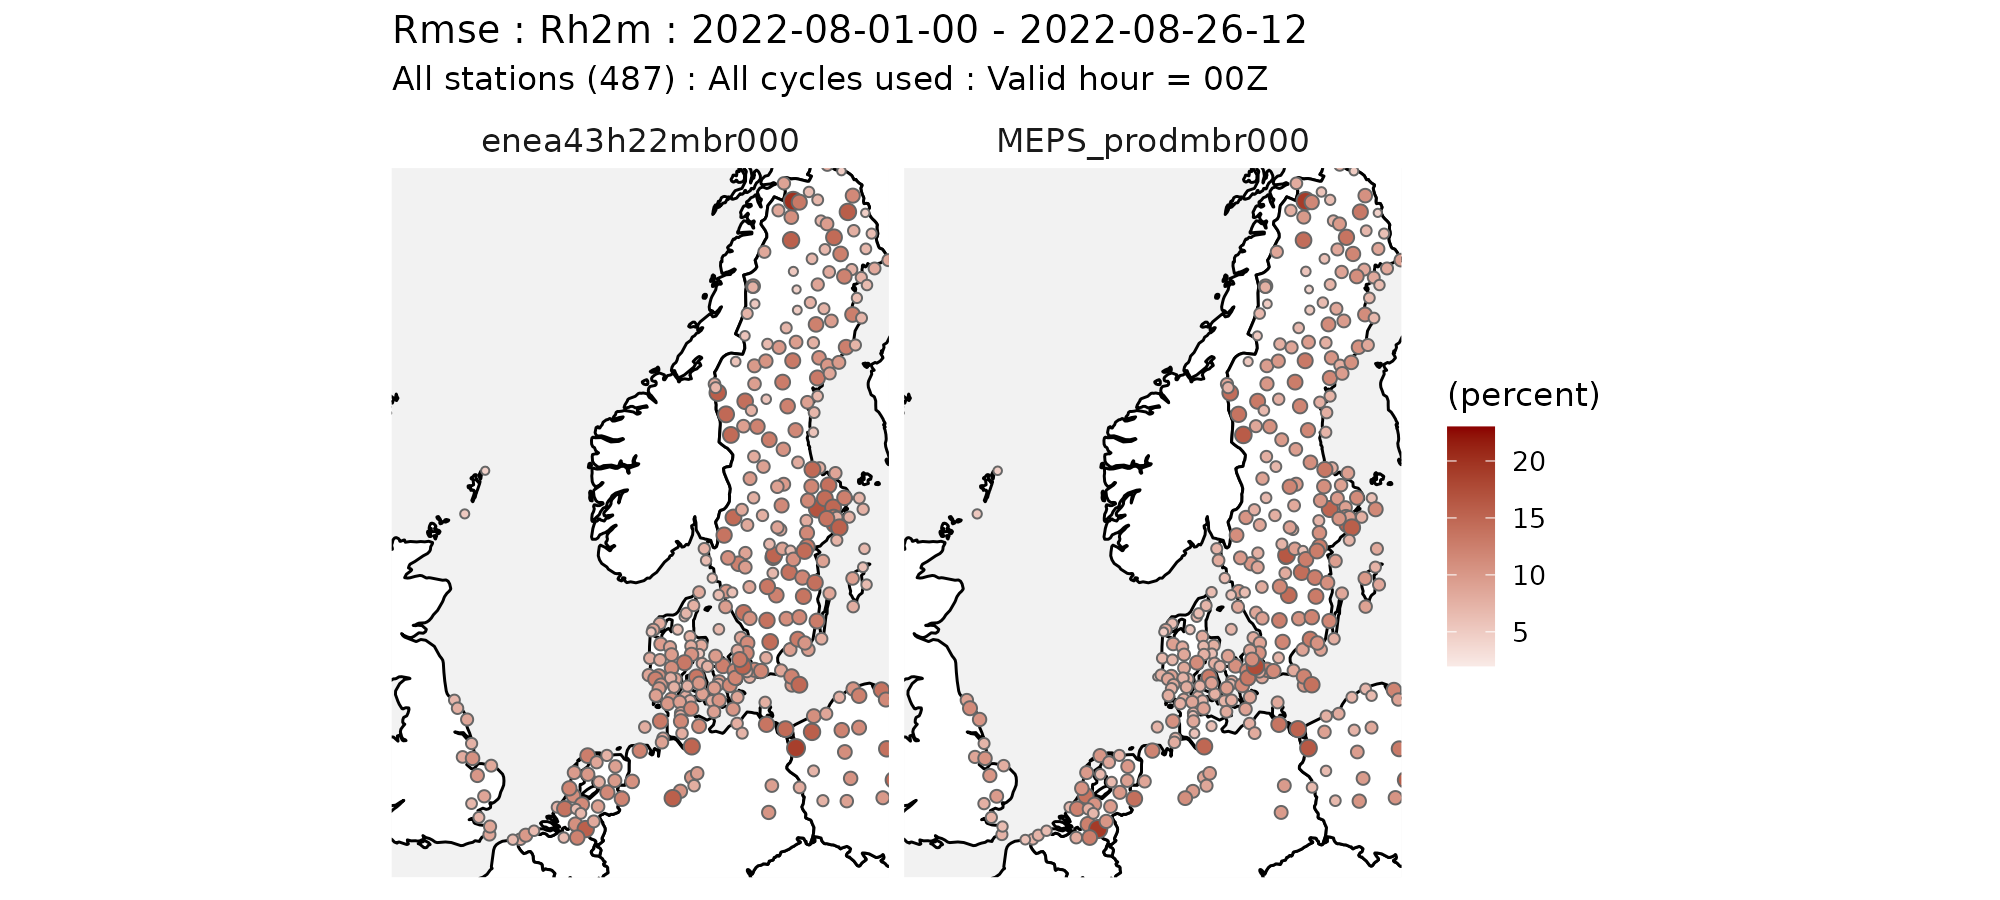 Rmse : Rh2m : 2022-08-01-00 - 2022-08-26-12
All stations (487) : All cycles used : Valid hour = 00Z
enea43h22mbr000
MEPS_prodmbr000
(percent)
20
15
10
5